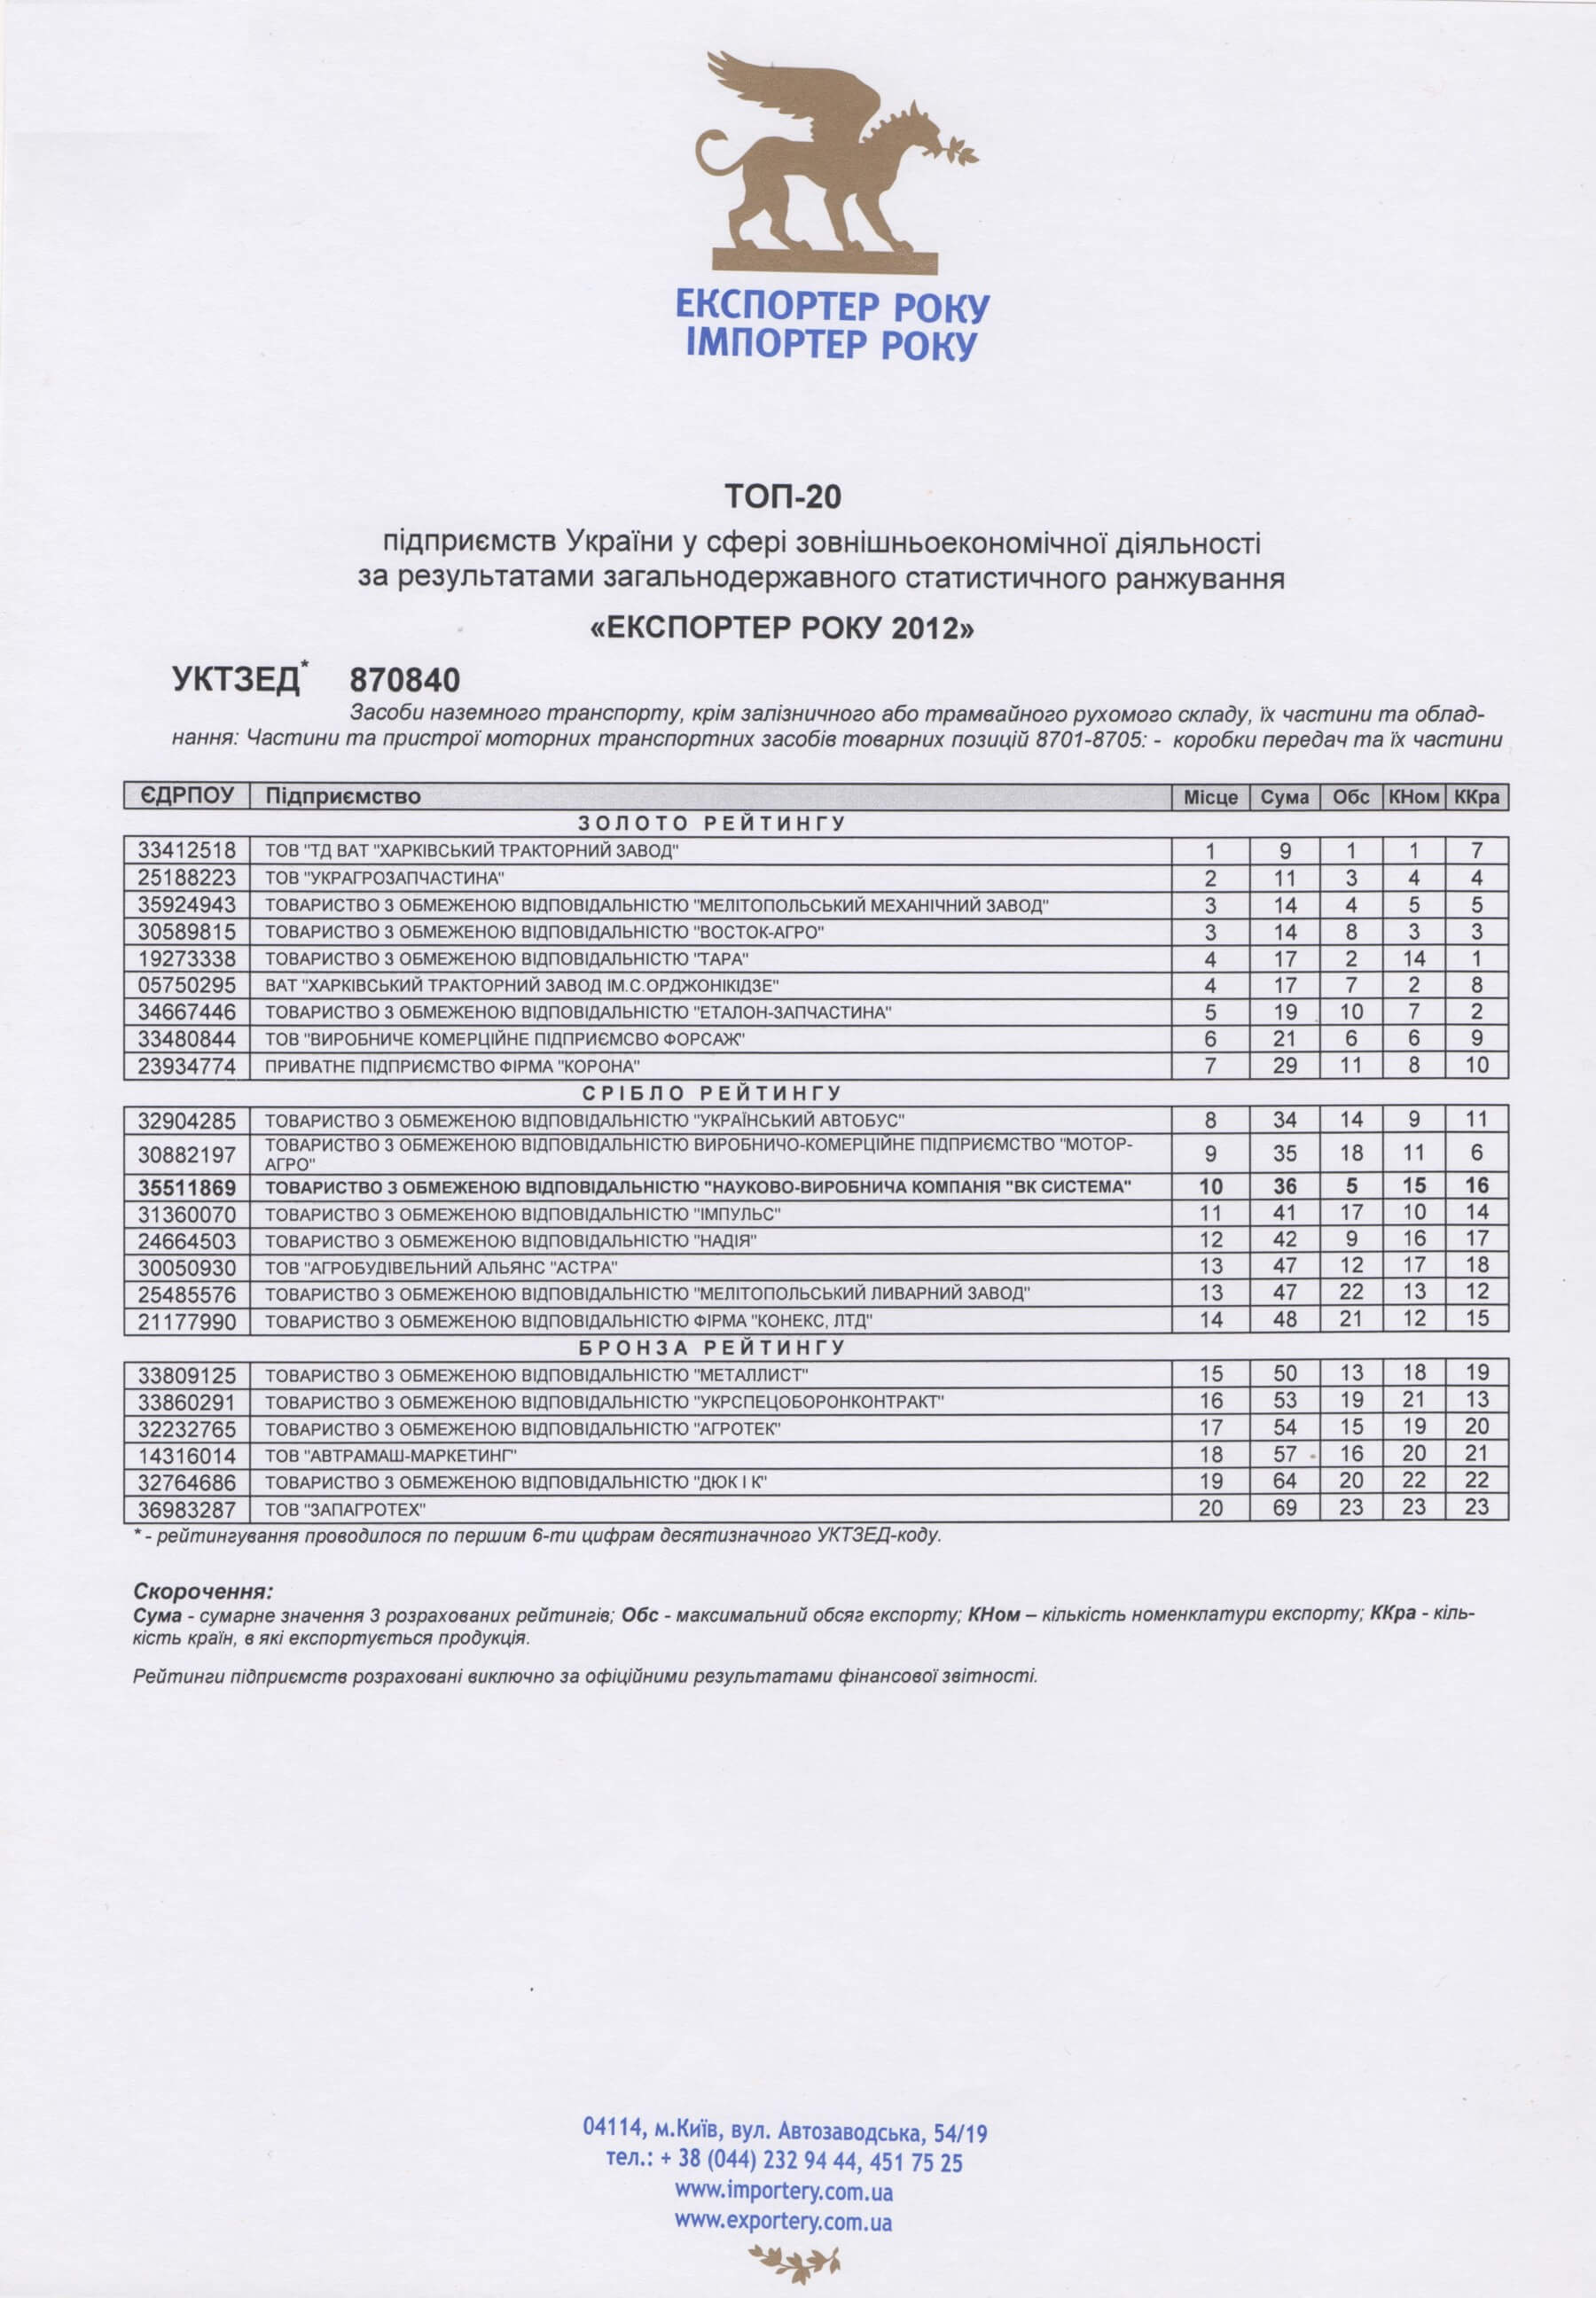 ЕКСПОРТЕР РОКУ
ІМПОРТЕР РОКУ
ТОП-20
підприємств України у сфері зовнішньоекономічної діяльності
за результатами загальнодержавного статистичного ранжування
«ЕКСПОРТЕР РОКУ 2012»
УКТЗЕД* 870840
Засоби наземного транспорту, крім залізничного або трамвайного рухомого складу, їх частини та облад-
нання: Частини та пристрої моторних транспортних засобів товарних позицій 8701-8705: - коробки передач та їх частини
ЄДРПОУ Підприємство Місце Сума Обс КНом ККра
ЗОЛОТО РЕЙТИНГУ
33412518 ТОВ "ТД ВАТ "ХАРКІВСЬКИЙ ТРАКТОРНИЙ ЗАВОД" 1 9 1 1 7
25188223 ТОВ "УКРАГРОЗАПЧАСТИНА" 2 11 3 4 4
35924943 ТОВАРИСТВО З ОБМЕЖЕНОЮ ВІДПОВІДАЛЬНІСТЮ "МЕЛІТОПОЛЬСЬКИЙ МЕХАНІЧНИЙ ЗАВОД" 3 14 4 5 5
30589815 ТОВАРИСТВО З ОБМЕЖЕНОЮ ВІДПОВІДАЛЬНІСТЮ "ВОСТОК-АГРО" 3 14 8 3 3
19273338 ТОВАРИСТВО З ОБМЕЖЕНОЮ ВІДПОВІДАЛЬНІСТЮ "ТАРА" 4 17 2 14 1
05750295 ВАТ "ХАРКІВСЬКИЙ ТРАКТОРНИЙ ЗАВОД ІМ.С.ОРДЖОНІКІДЗЕ" 4 17 7 2 8
34667446 ТОВАРИСТВО З ОБМЕЖЕНОЮ ВІДПОВІДАЛЬНІСТЮ "ЕТАЛОН-ЗАПЧАСТИНА" 5 19 10 7 2
33480844 ТОВ "ВИРОБНИЧЕ КОМЕРЦІЙНЕ ПІДПРИЄМСВО ФОРСАЖ" 6 21 6 6 9
23934774 ПРИВАТНЕ ПІДПРИЄМСТВО ФІРМА "КОРОНА" 7 29 11 8 10
СРІБЛО РЕЙТИНГУ
32904285 ТОВАРИСТВО З ОБМЕЖЕНОЮ ВІДПОВІДАЛЬНІСТЮ "УКРАЇНСЬКИЙ АВТОБУС" 8 34 14 9 11
30882197 ТОВАРИСТВО З ОБМЕЖЕНОЮ ВІДПОВІДАЛЬНІСТЮ ВИРОБНИЧО-КОМЕРЦІЙНЕ ПІДПРИЄМСТВО "МОТОР-
АГРО" 9 35 18 11 6
35511869 ТОВАРИСТВО З ОБМЕЖЕНОЮ ВІДПОВІДАЛЬНІСТЮ "НАУКОВО-ВИРОБНИЧА КОМПАНІЯ "ВК СИСТЕМА" 10 36 5 15 16
31360070 ТОВАРИСТВО З ОБМЕЖЕНОЮ ВІДПОВІДАЛЬНІСТЮ "ІМПУЛЬС" 11 41 17 10 14
24664503 ТОВАРИСТВО З ОБМЕЖЕНОЮ ВІДПОВІДАЛЬНІСТЮ "НАДІЯ" 12 42 9 16 17
30050930 ТОВ "АГРОБУДІВЕЛЬНИЙ АЛЬЯНС "АСТРА" 13 47 12 17 18
25485576 ТОВАРИСТВО З ОБМЕЖЕНОЮ ВІДПОВІДАЛЬНІСТЮ "МЕЛІТОПОЛЬСЬКИЙ ЛИВАРНИЙ ЗАВОД" 13 47 22 13 12
21177990 ТОВАРИСТВО З ОБМЕЖЕНОЮ ВІДПОВІДАЛЬНІСТЮ ФІРМА "КОНЕКС, ЛТД" 14 48 21 12 15
БРОНЗА РЕЙТИНГУ
33809125 ТОВАРИСТВО З ОБМЕЖЕНОЮ ВІДПОВІДАЛЬНІСТЮ "МЕТАЛЛИСТ" 15 50 13 18 19
33860291 ТОВАРИСТВО З ОБМЕЖЕНОЮ ВІДПОВІДАЛЬНІСТЮ "УКРСПЕЦОБОРОНКОНТРАКТ" 16 53 19 21 13
32232765 ТОВАРИСТВО З ОБМЕЖЕНОЮ ВІДПОВІДАЛЬНІСТЮ "АГРОТЕК" 17 54 15 19 20
14316014 ТОВ "АВТРАМАШ-МАРКЕТИНГ" 18 57 16 20 21
32764686 ТОВАРИСТВО З ОБМЕЖЕНОЮ ВІДПОВІДАЛЬНІСТЮ "ДЮК І К" 19 64 20 22 22
36983287 ТОВ "ЗАПАГРОТЕХ" 20 69 23 23 23
* - рейтингування проводилося по першим 6-ти цифрам десятизначного УКТЗЕД-коду.
Скорочення:
Сума - сумарне значення 3 розрахованих рейтингів; Обс - максимальний обсяг експорту; КНом – кількість номенклатури експорту; ККра - кіль-
кість країн, в які експортується продукція.
Рейтинги підприємств розраховані виключно за офіційними результатами фінансової звітності.
04114, м.Київ, вул. Автозаводська, 54/19
тел.: + 38 (044) 232 94 44, 451 75 25
www.importery.com.ua
www.exportery.com.ua